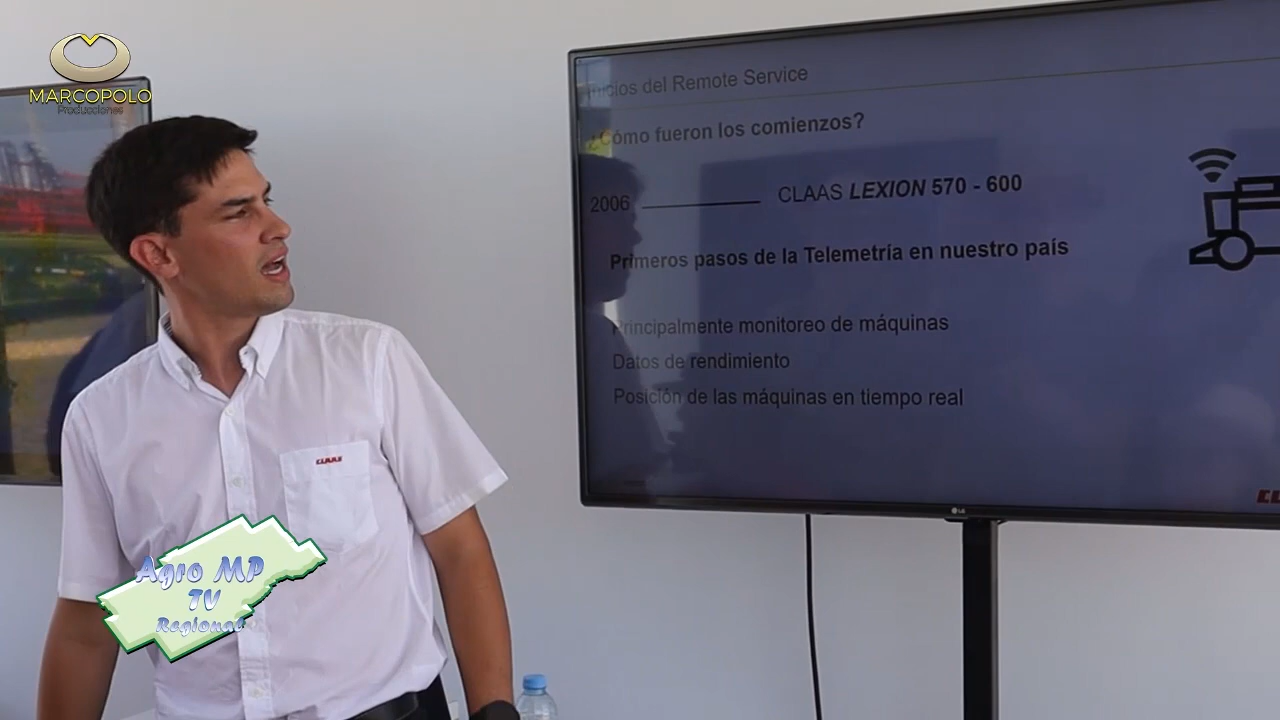 MARCOPOLO
Producciones
Inicios del Remote Service
¿Cómo fueron los comienzos?
2006 CLAAS LEXION 570 - 600
Primeros pasos de la Telemetría en nuestro país
Principalmente monitoreo de máquinas
Datos de rendimiento
Posición de las máquinas en tiempo real
CLAAS
LG
Agro MP
TV
Regional